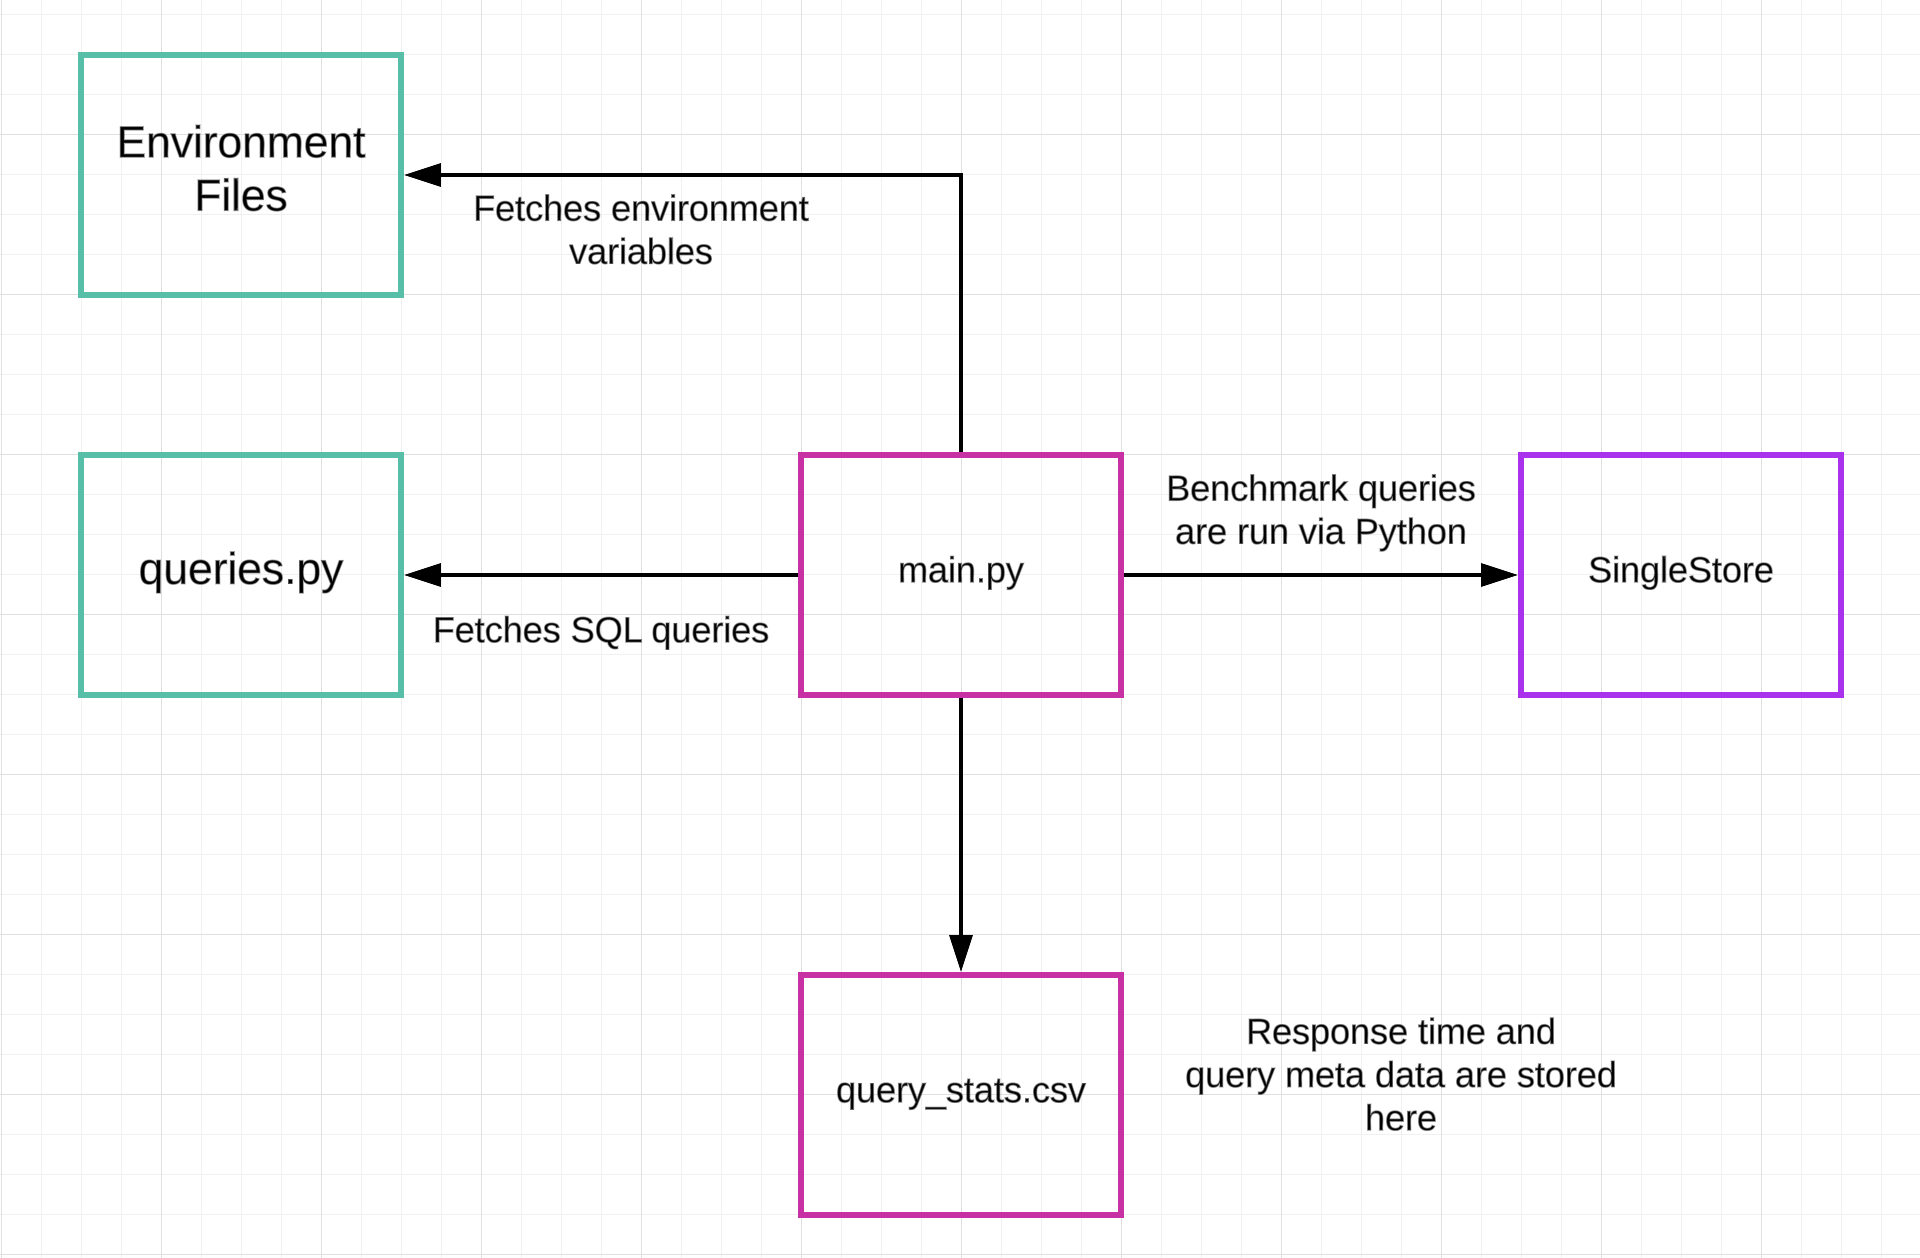 Environment
Files
Fetches environment
variables
queries.py
Fetches SQL queries
main.py
Benchmark queries
are run via Python
SingleStore
query_stats.csv
Response time and
query meta data are stored
here